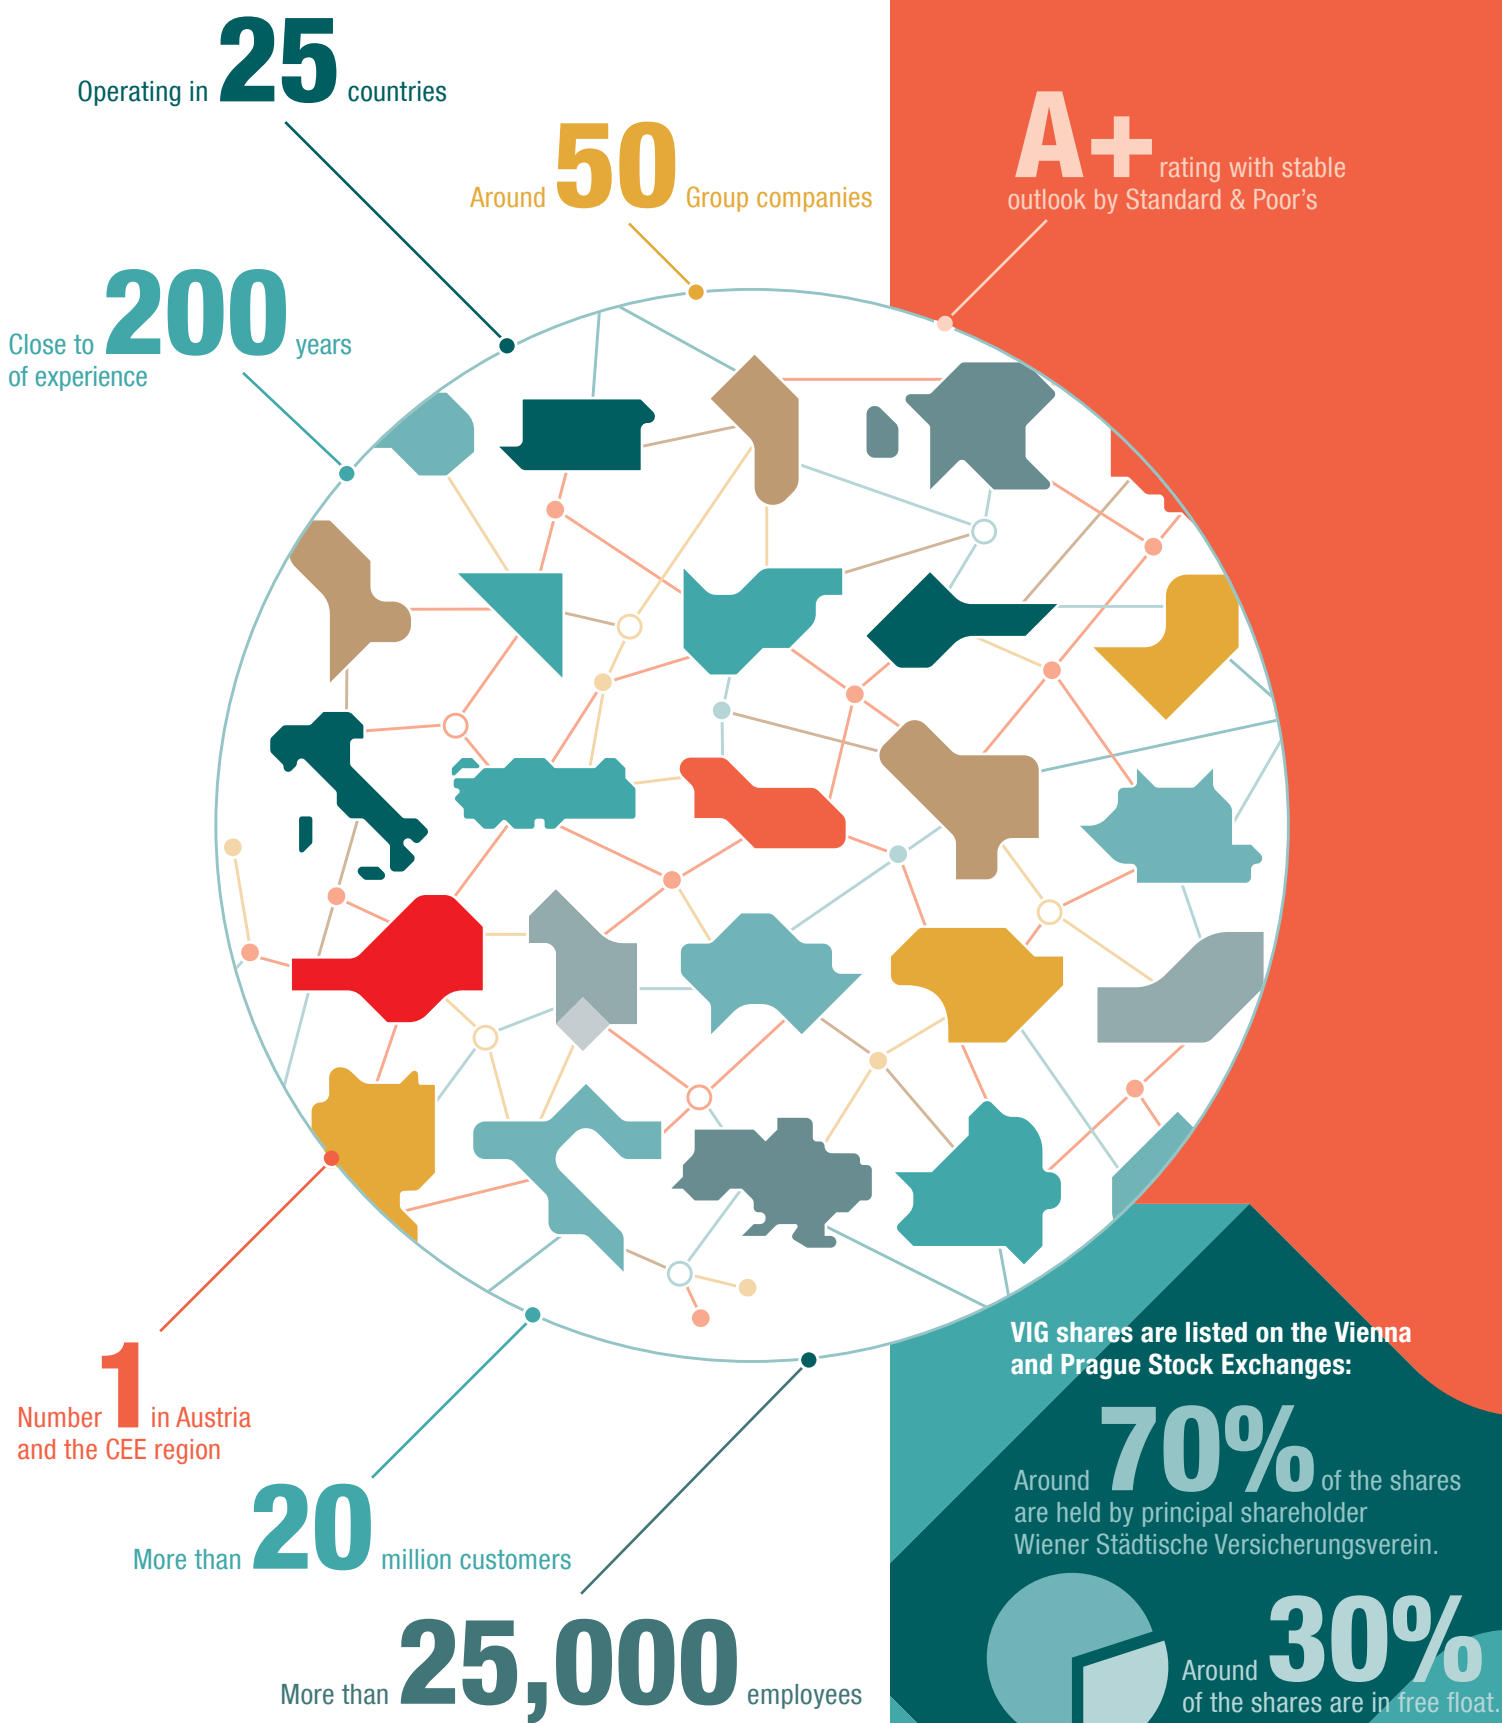 Operating in 25 countries
Around 50 Group companies
A+ rating with stable
outlook by Standard & Poor’s
Close to 200 years
of experience
Number 1 in Austria
and the CEE region
More than 20 million customers
More than 25,000 employees
VIG shares are listed on the Vienna
and Prague Stock Exchanges:
Around 70% of the shares
are held by principal shareholder
Wiener Städtische Versicherungsverein.
Around 30%
of the shares are in free float.